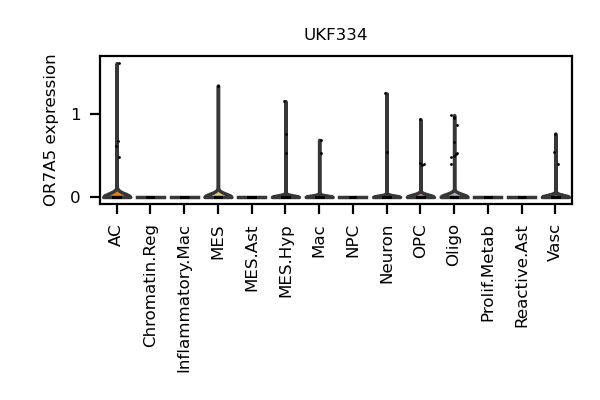 UKF334
OR7A5 expression
1
0
AC
Chromatin.Reg
Inflammatory.Mac
MES
MES.Ast
MES.Hyp
Mac
NPC
Neuron
OPC
Oligo
Prolif.Metab
Reactive.Ast
Vasc